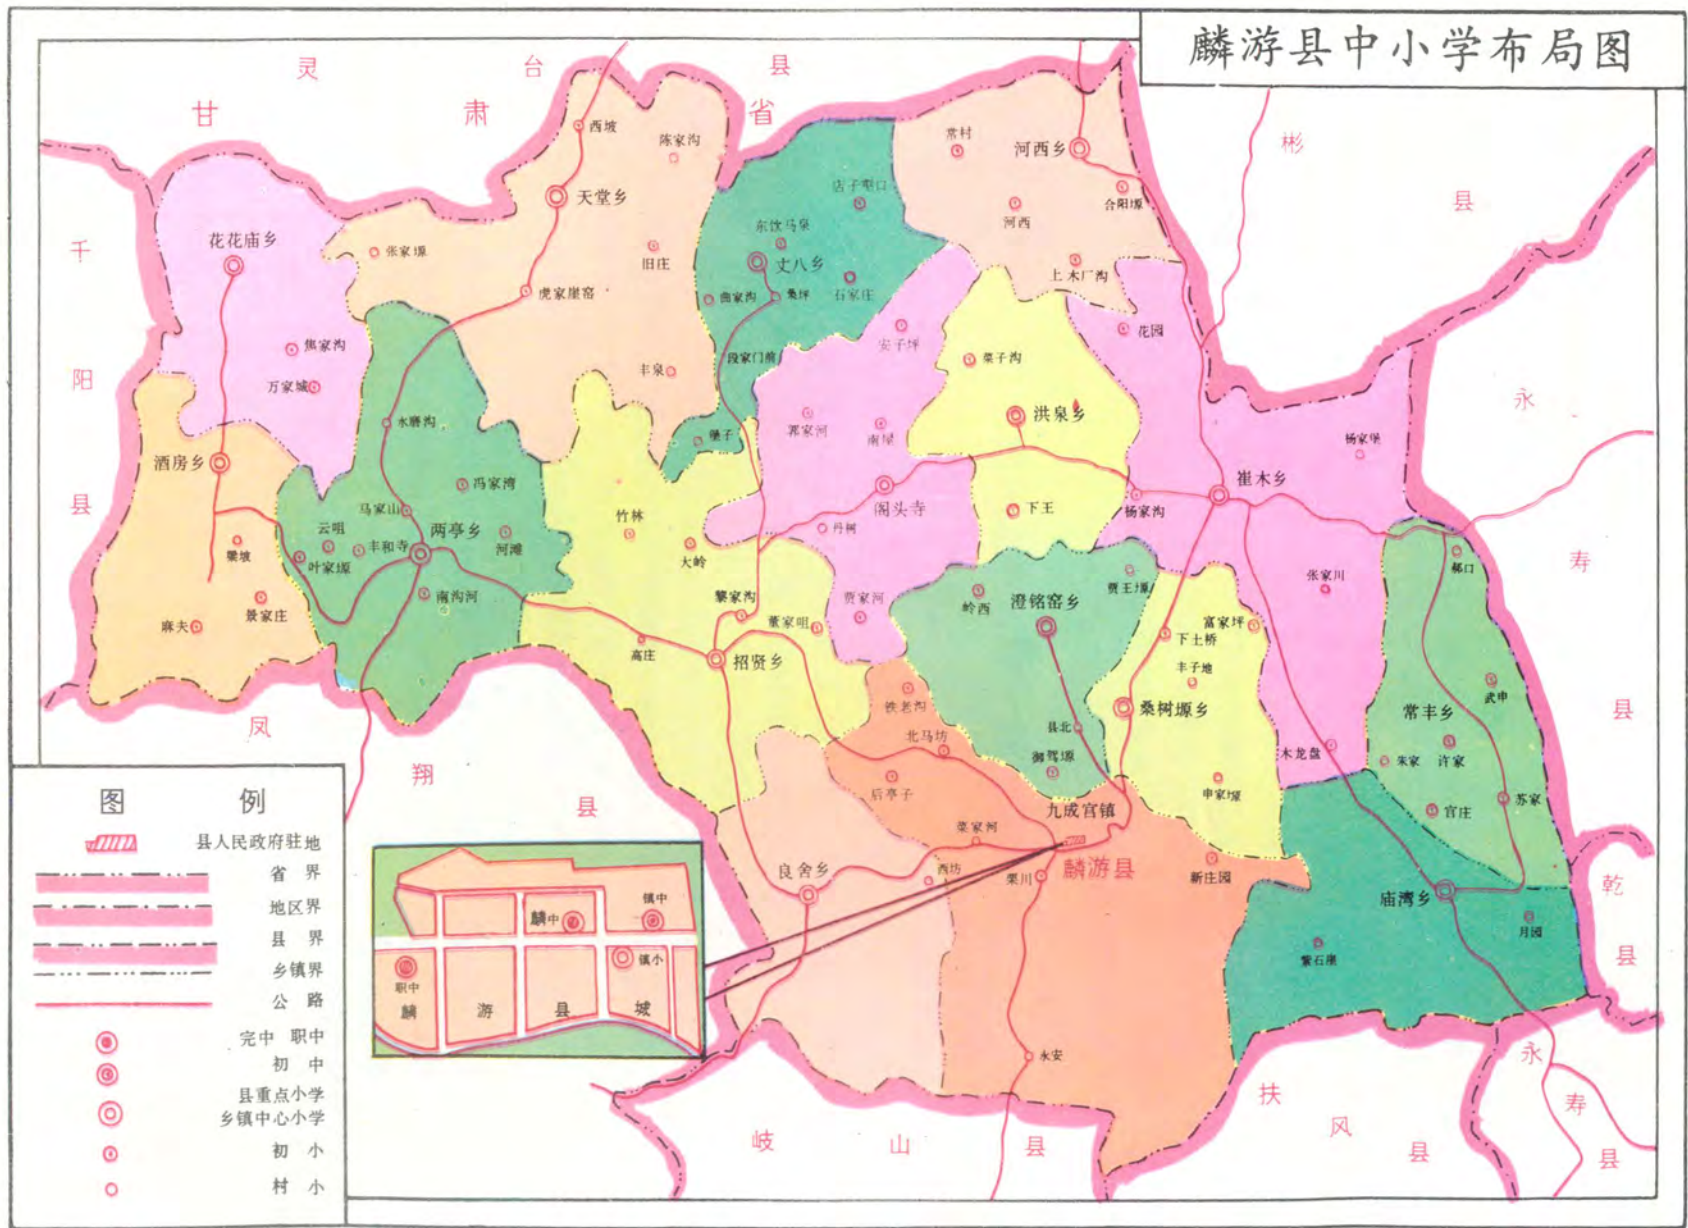 麟游县中小学布局图
灵台县
甘肃省
彬县
千阳县
永寿县
乾县
凤翔县
岐山县
扶风县
永寿县
西坡
陈家沟
天堂乡
张家塬
旧庄
虎家崖窑
丰泉
花花庙乡
焦家沟
万家城
酒房乡
梁坡
麻夫
景家庄
水磨沟
冯家湾
马家山
云咀
丰和寺
两亭乡
河滩
叶家塬
南沟河
东饮马泉
丈八乡
曲家沟
桑坪
石家庄
段家门前
堡子
常村
河西乡
河西
合阳塬
上木厂沟
安子坪
郭家河
南堡
阁头寺
丹树
贾家河
菜子沟
洪泉乡
下王
花园
杨家堡
崔木乡
杨家沟
张家川
木龙盘
竹林
大岭
黎家沟
董家咀
高庄
招贤乡
岭西
澄铭窑乡
贾王塬
县北
御驾塬
富家坪
下土桥
丰子地
桑树塬乡
申家塬
郝口
武申
常丰乡
朱家
许家
官庄
苏家
铁老沟
北马坊
后亭子
九成宫镇
菜家河
麟游县
栗川
新庄园
永安
良舍乡
西坊
庙湾乡
紫石崖
月园
麟中
镇中
镇小
职中
麟游县城
图例
县人民政府驻地
省界
地区界
县界
乡镇界
公路
完中 职中
初中
县重点小学
乡镇中心小学
初小
村小